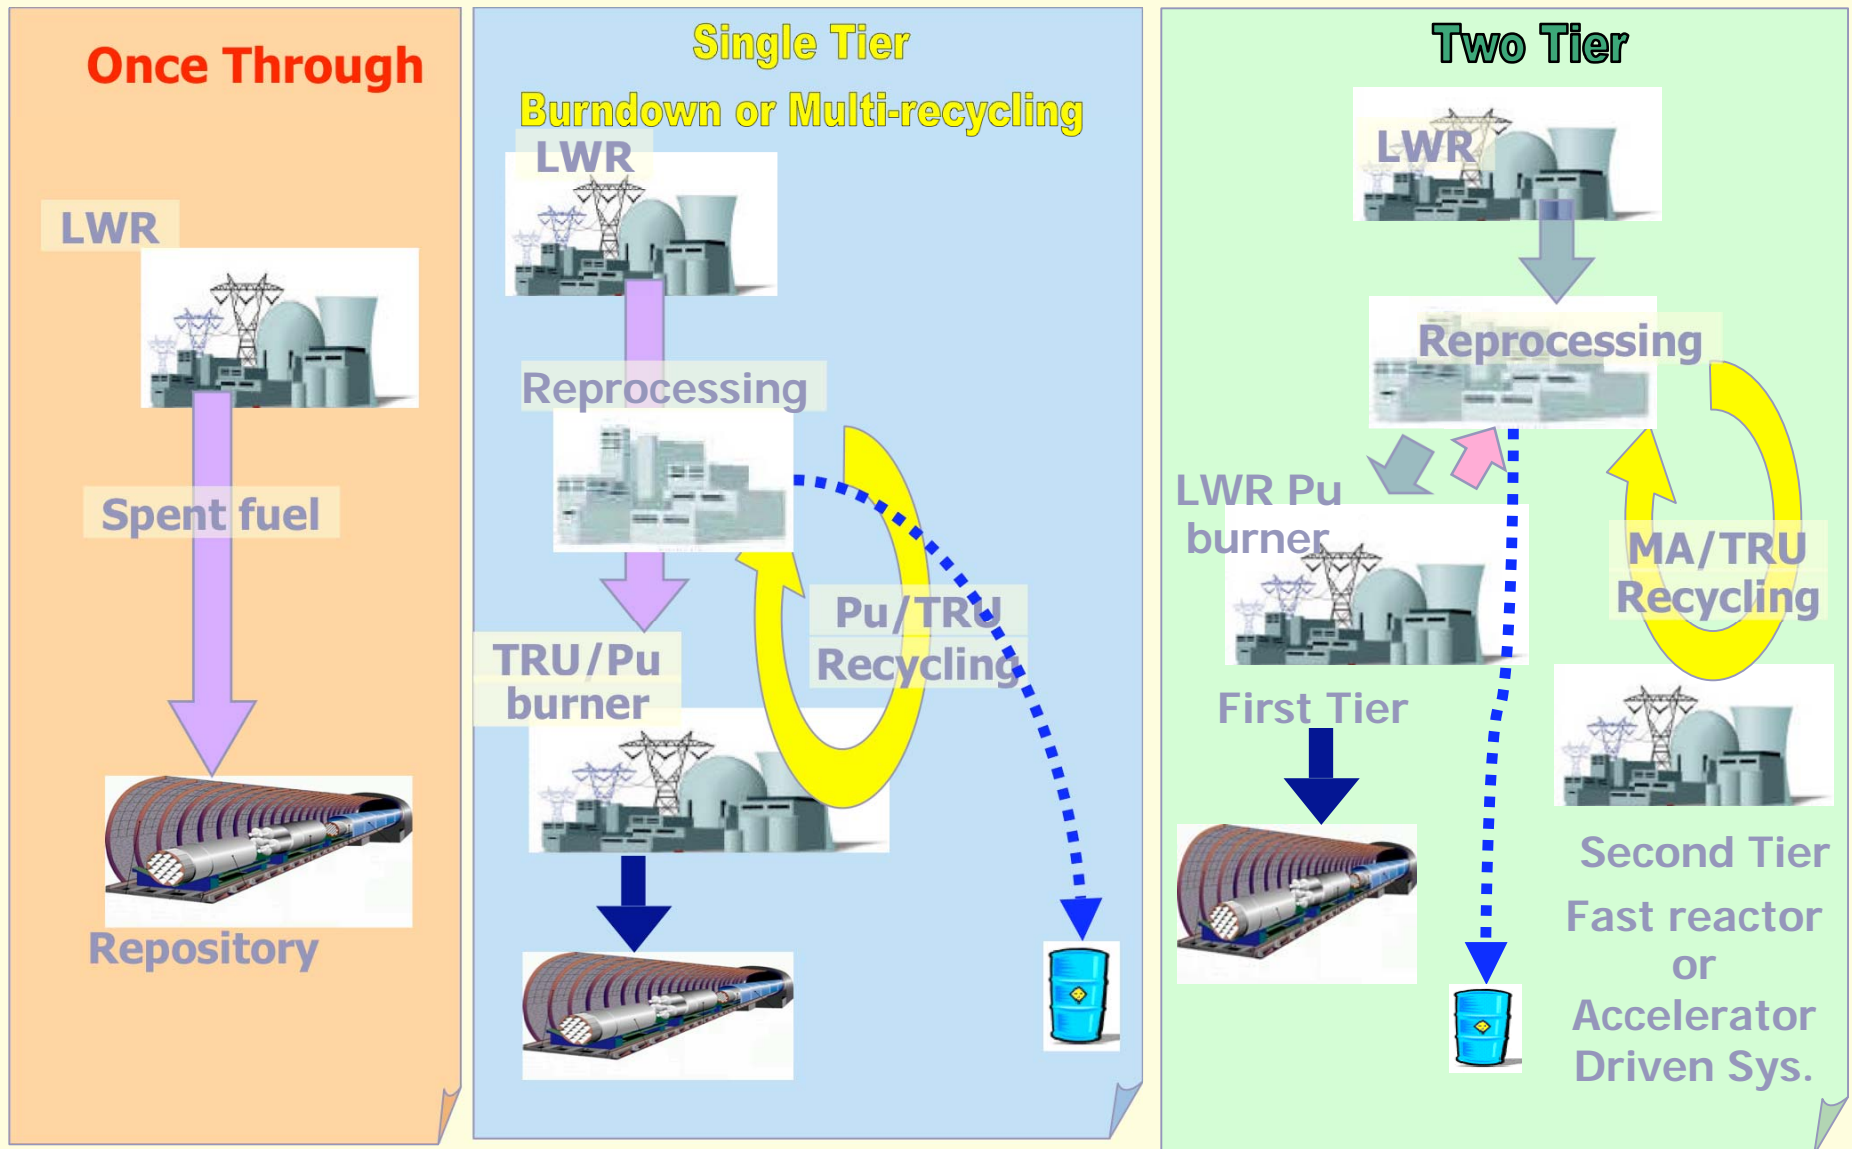 Once Through
LWR
Spent fuel
Repository
Single Tier
Burndown or Multi-recycling
LWR
Reprocessing
Pu/TRU
Recycling
TRU/Pu
burner
Two Tier
LWR
Reprocessing
LWR Pu
burner
MA/TRU
Recycling
First Tier
Second Tier
Fast reactor
or
Accelerator
Driven Sys.